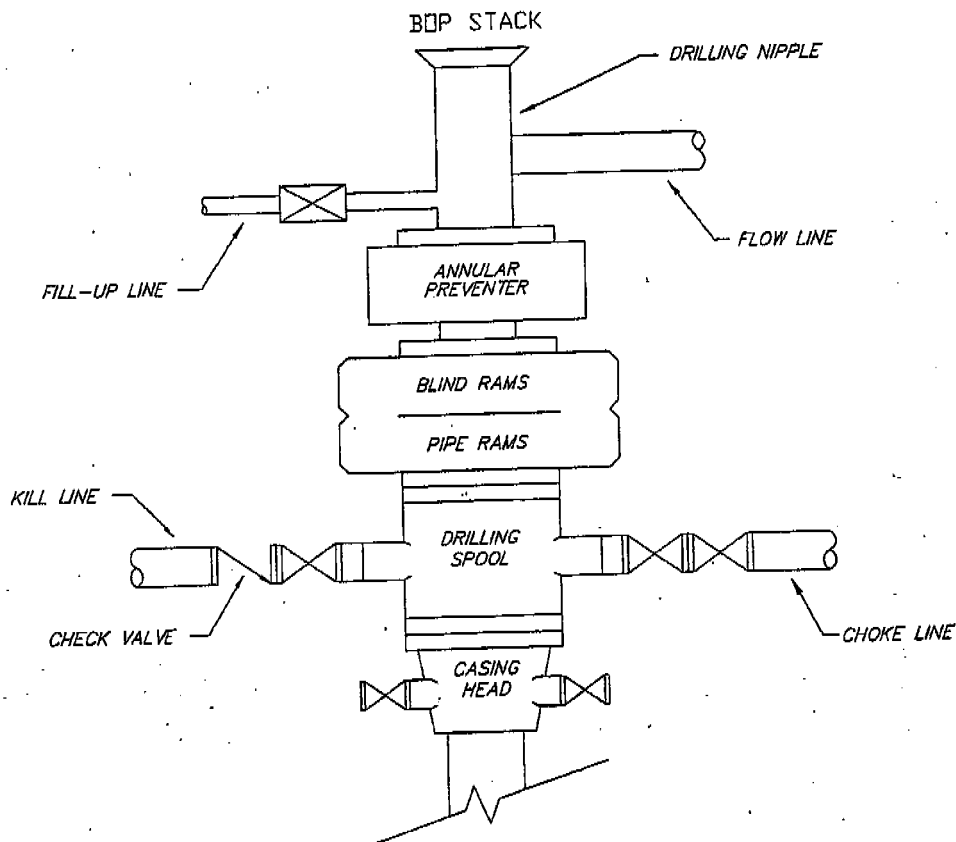 BOP STACK
DRILLING NIPPLE
FLOW LINE
FILL-UP LINE
ANNULAR
PREVENTER
BLIND RAMS
PIPE RAMS
KILL LINE
DRILLING
SPOOL
CHECK VALVE
CHOKE LINE
CASING
HEAD